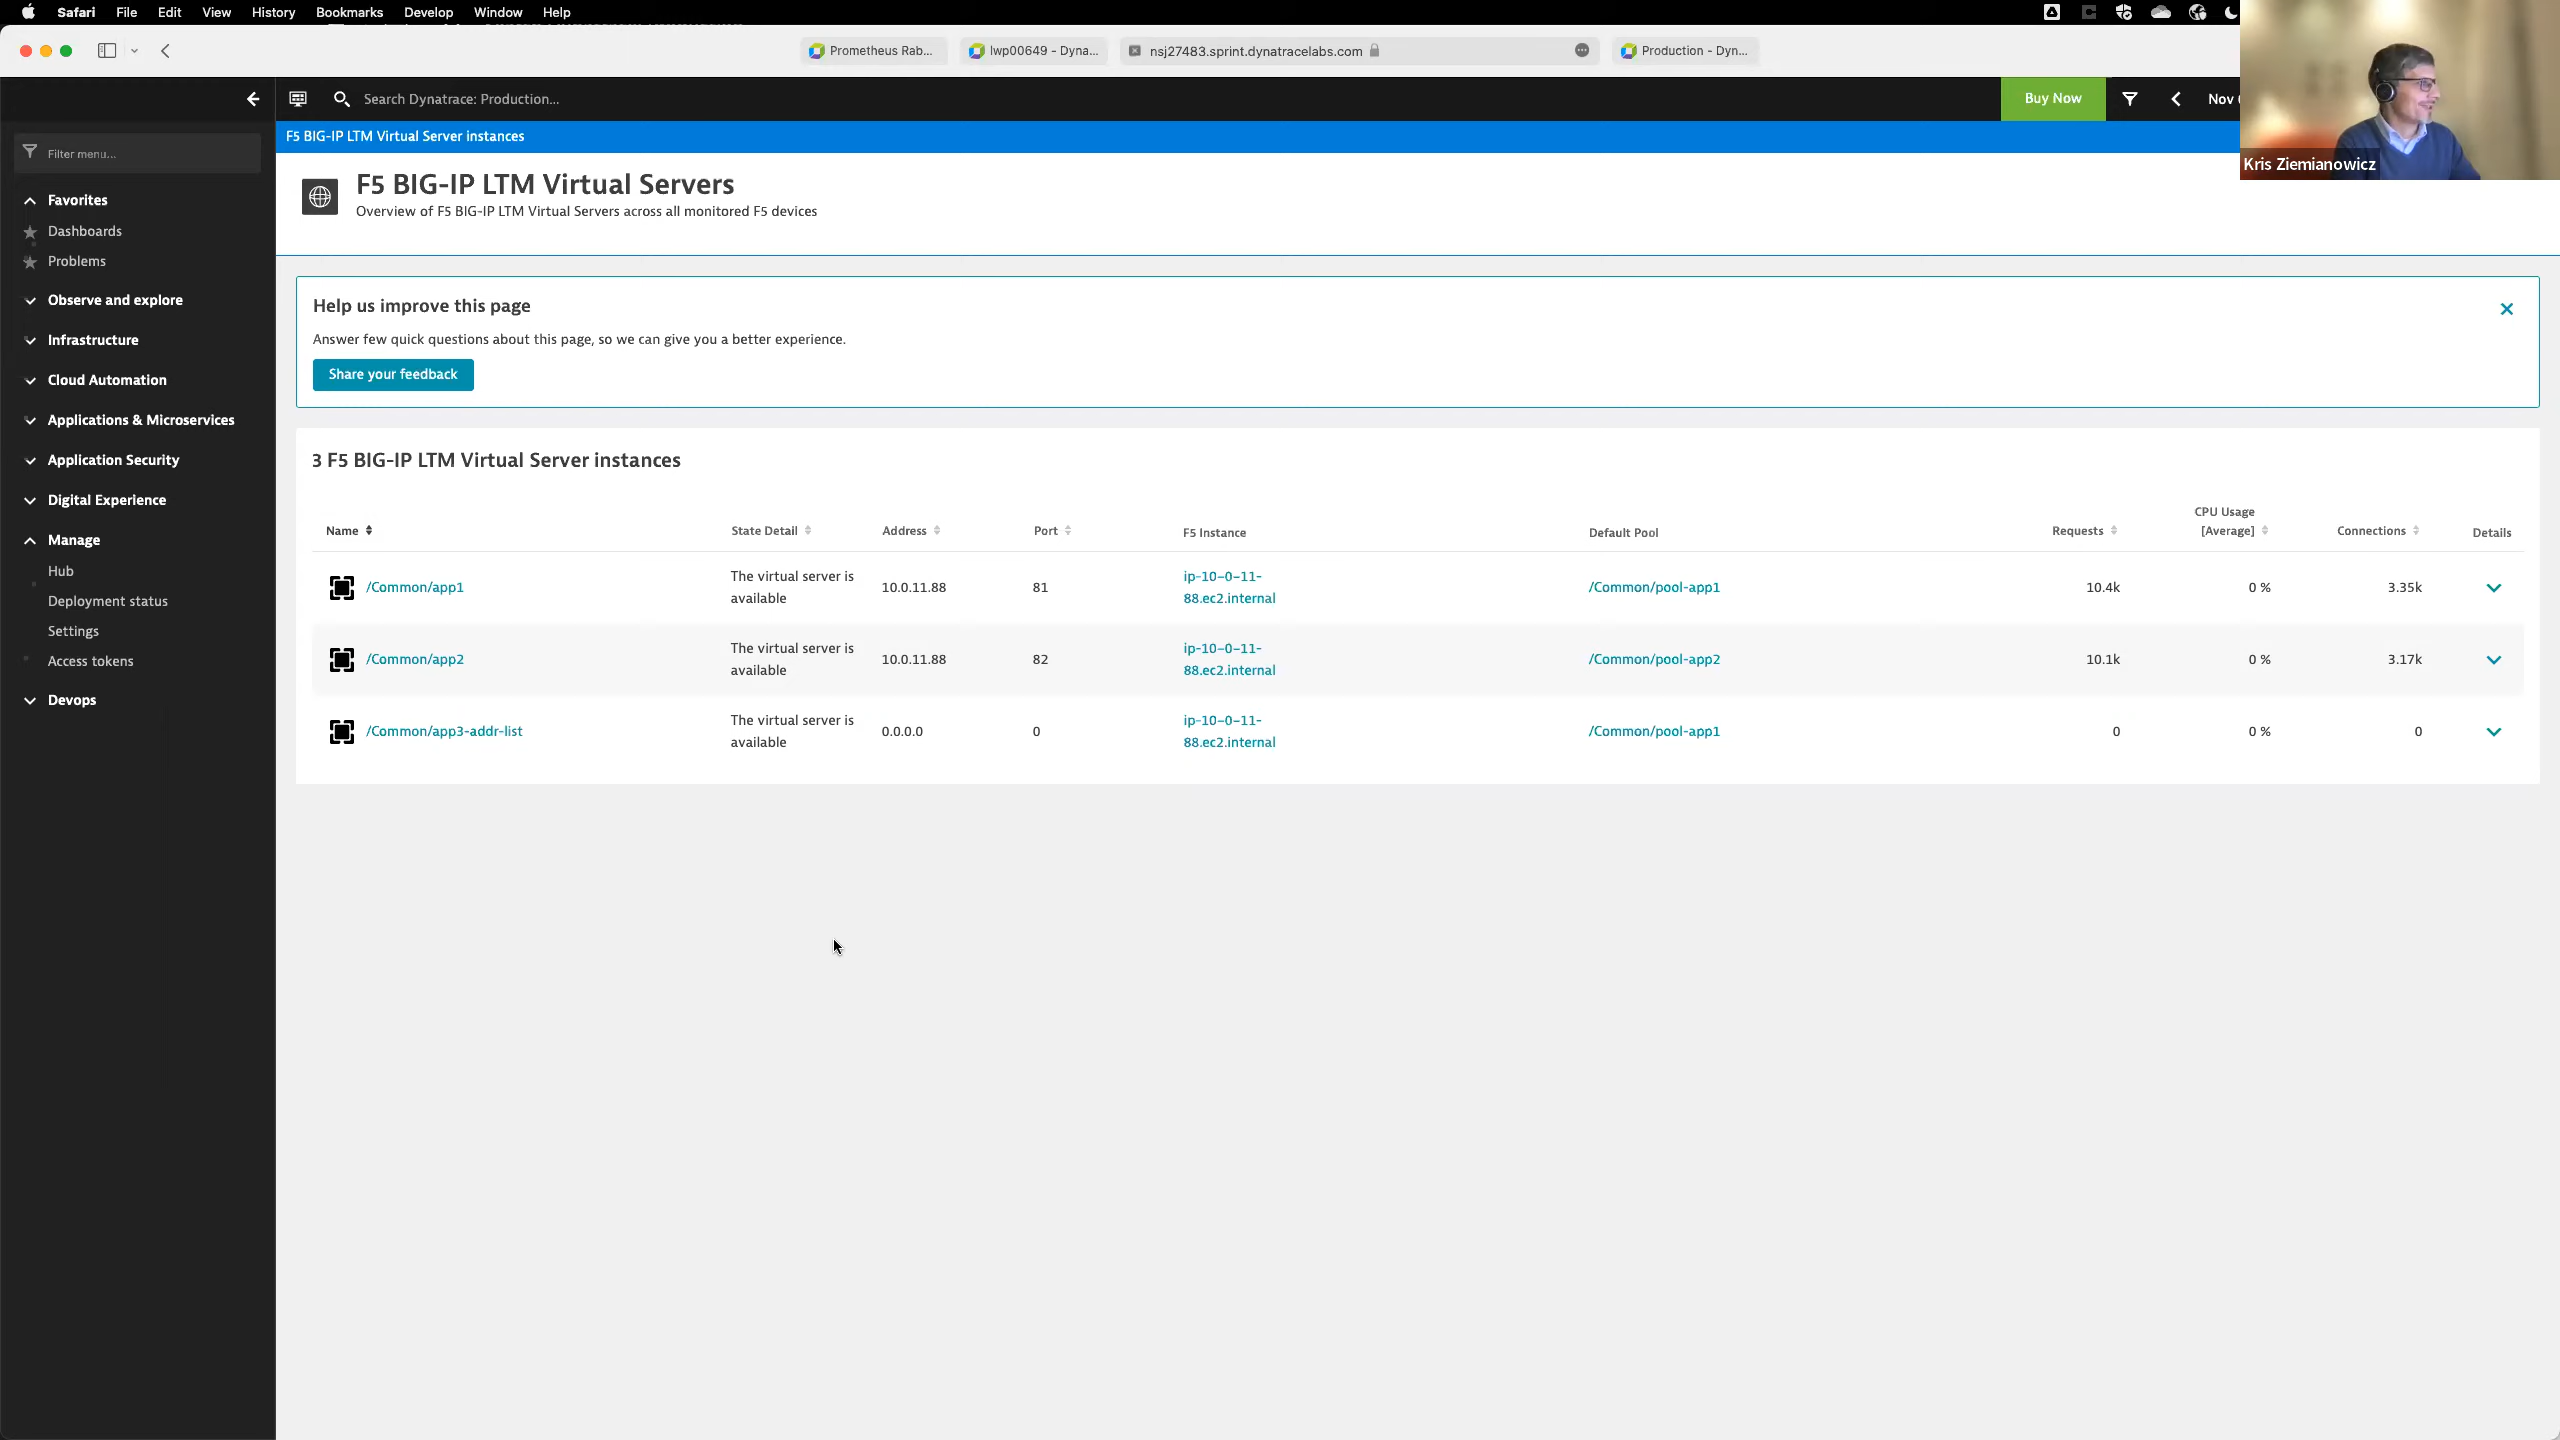 Safari File Edit View History Bookmarks Develop Window Help
Prometheus Rab... lwp00649 - Dyna... nsj27483.sprint.dynatracelabs.com Production - Dyn...
Search Dynatrace: Production... Buy Now Nov
Kris Ziemianowicz
F5 BIG-IP LTM Virtual Server instances
Filter menu...
Favorites
Dashboards
Problems
Observe and explore
Infrastructure
Cloud Automation
Applications & Microservices
Application Security
Digital Experience
Manage
Hub
Deployment status
Settings
Access tokens
Devops
F5 BIG-IP LTM Virtual Servers
Overview of F5 BIG-IP LTM Virtual Servers across all monitored F5 devices
Help us improve this page
Answer few quick questions about this page, so we can give you a better experience.
Share your feedback
3 F5 BIG-IP LTM Virtual Server instances
Name State Detail Address Port F5 Instance Default Pool Requests CPU Usage [Average] Connections Details
/Common/app1 The virtual server is available 10.0.11.88 81 ip-10-0-11-88.ec2.internal /Common/pool-app1 10.4k 0 % 3.35k
/Common/app2 The virtual server is available 10.0.11.88 82 ip-10-0-11-88.ec2.internal /Common/pool-app2 10.1k 0 % 3.17k
/Common/app3-addr-list The virtual server is available 0.0.0.0 0 ip-10-0-11-88.ec2.internal /Common/pool-app1 0 0 % 0